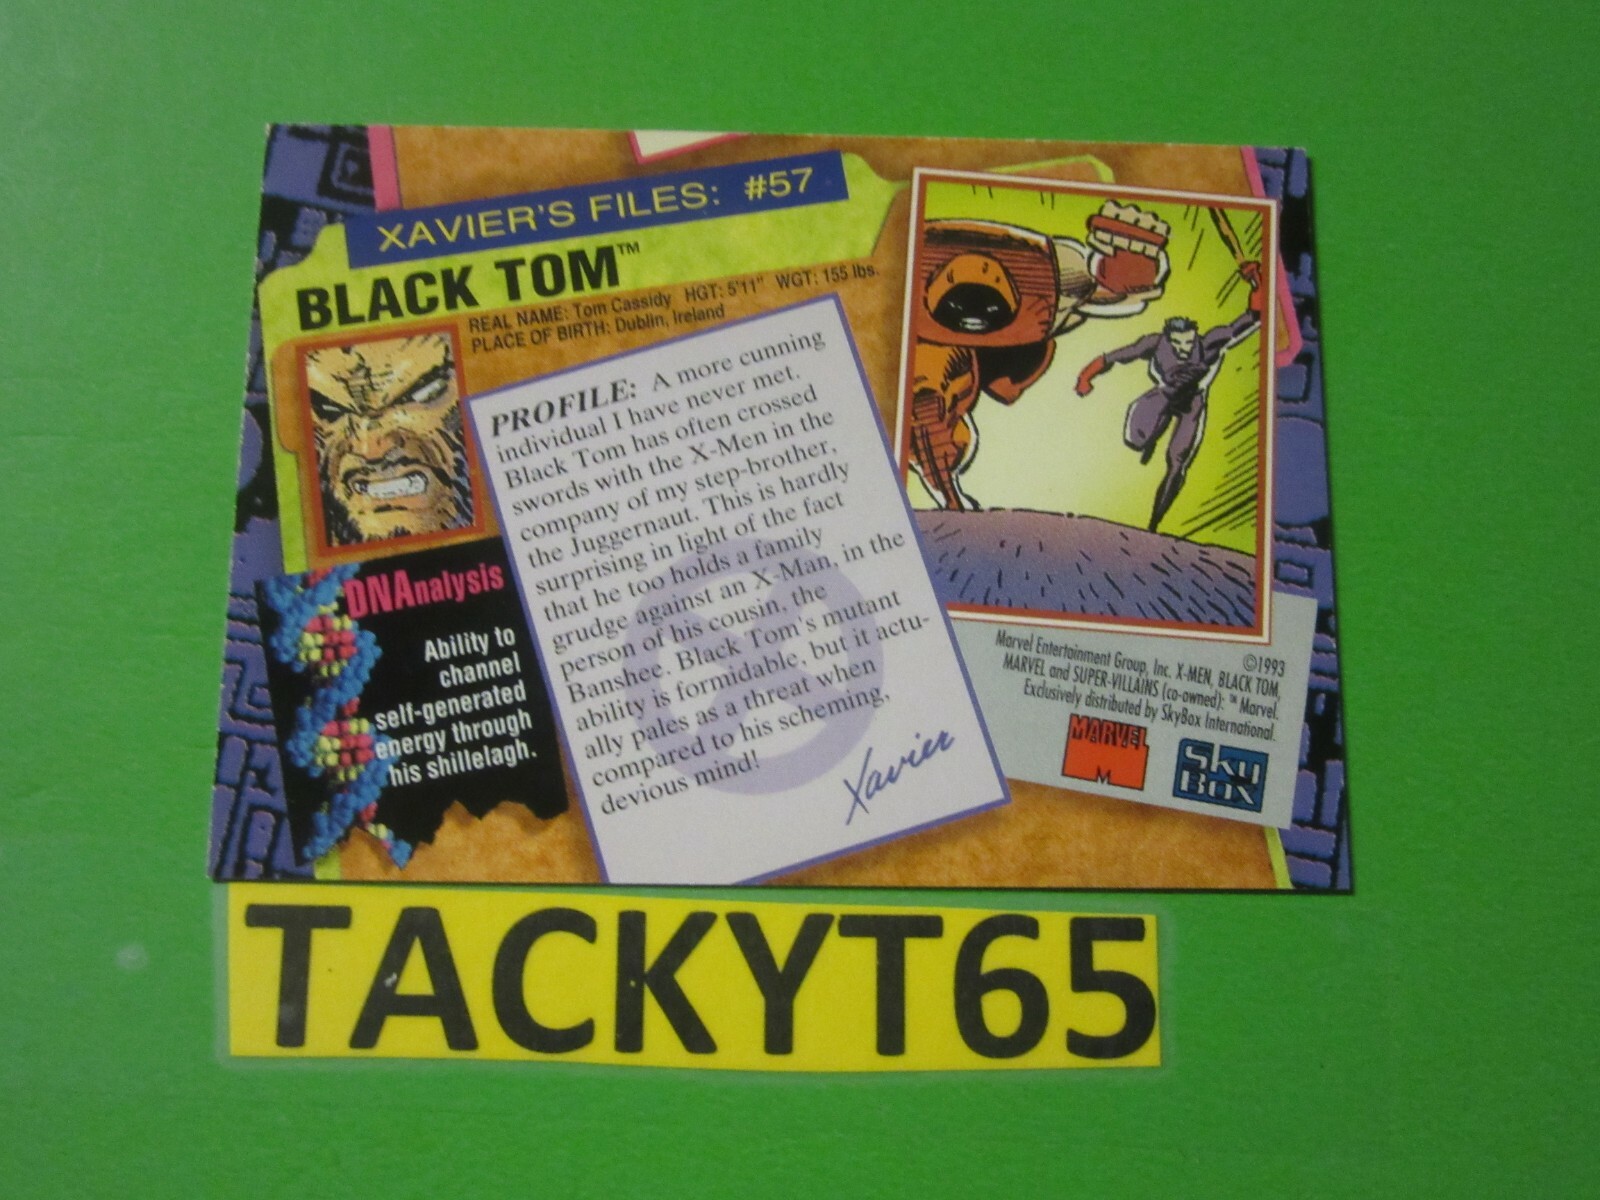 XAVIER'S FILES: #57
BLACK TOM™
REAL NAME: Tom Cassidy HGT: 5'11" WGT: 155 lbs.
PLACE OF BIRTH: Dublin, Ireland
PROFILE: A more cunning
individual I have never met.
Black Tom has often crossed
swords with the X-Men in the
company of my step-brother,
the Juggernaut. This is hardly
surprising in light of the fact
that he too holds a family
grudge against an X-Man, in the
person of his cousin, the
Banshee. Black Tom's mutant
ability is formidable, but it actu-
ally pales as a threat when
compared to his scheming,
devious mind!
Xavier
DNAnalysis
Ability to
channel
self-generated
energy through
his shillelagh.
©1993
Marvel Entertainment Group, Inc. X-MEN, BLACK TOM,
MARVEL and SUPER-VILLAINS (co-owned): ™ Marvel.
Exclusively distributed by SkyBox International.
MARVEL
M
SKY
BOX
TACKYT65